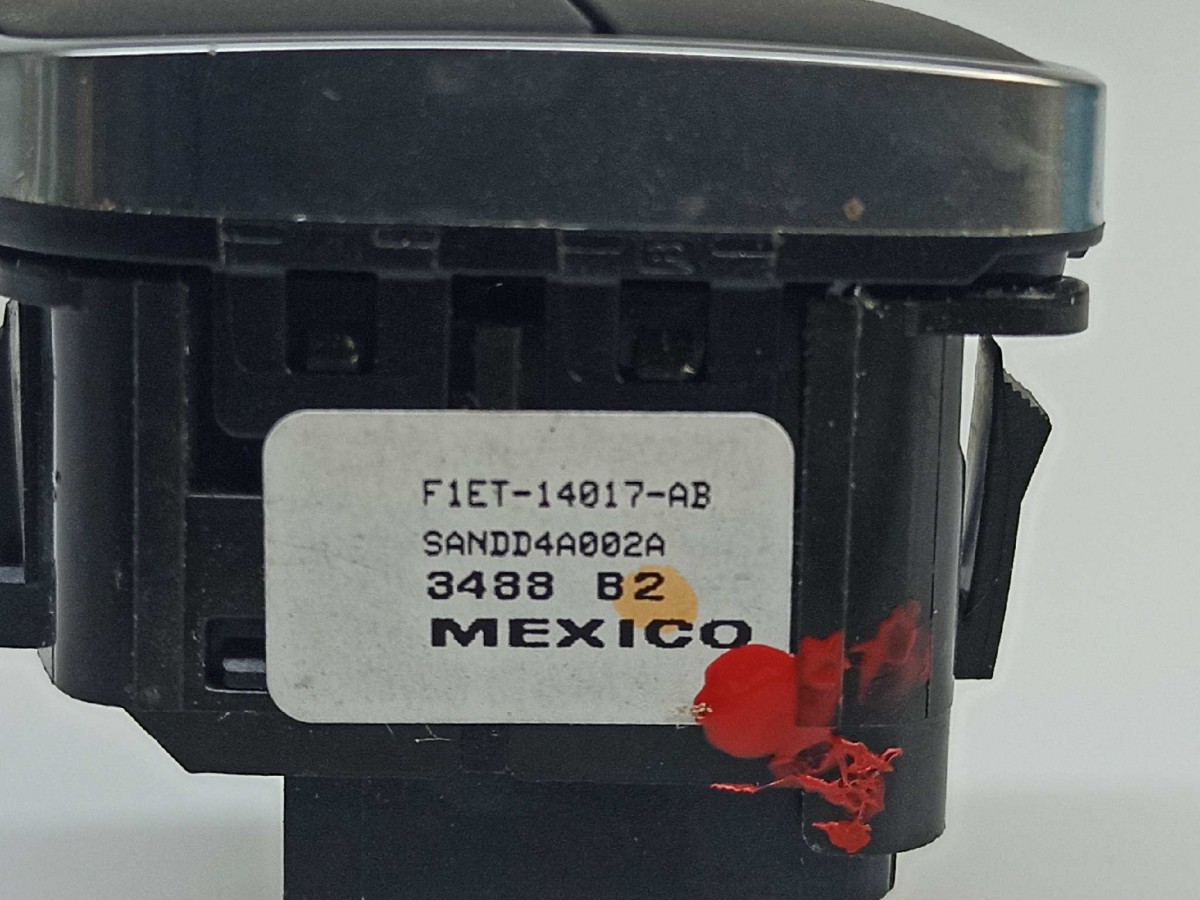 F1ET-14017-AB
SANDD4A002A
3488 B2
MEXICO